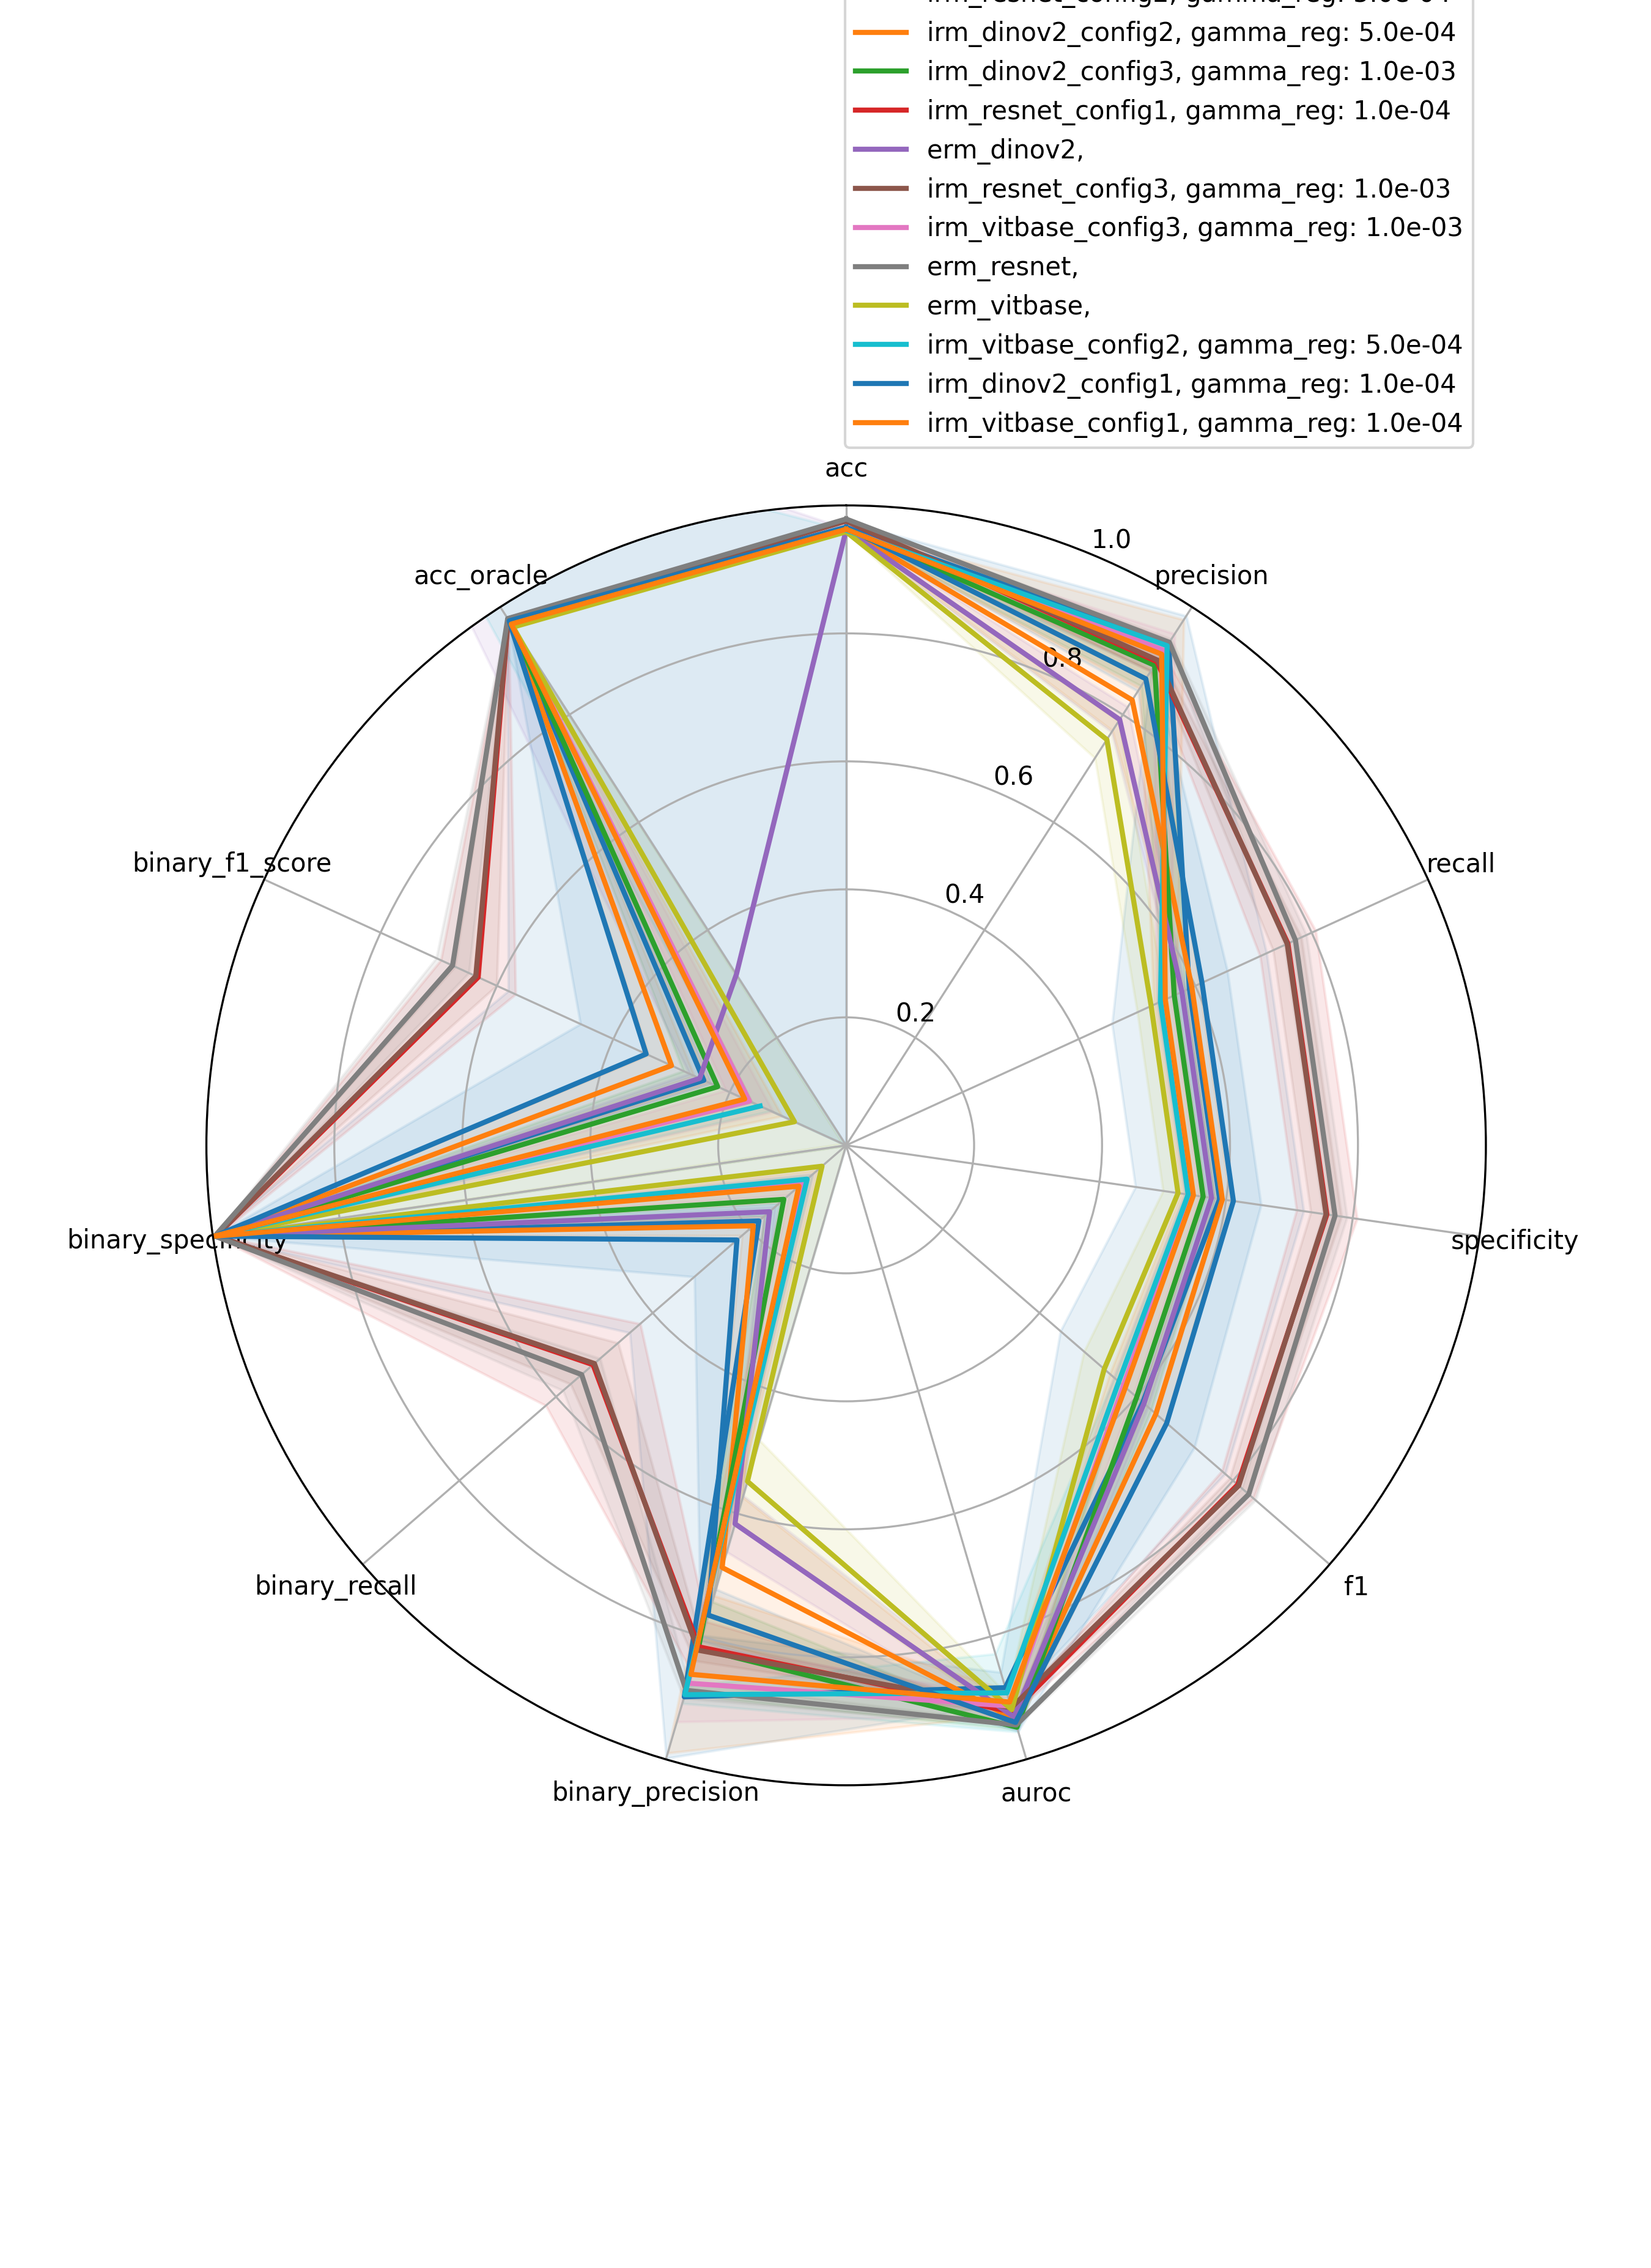 irm_dinov2_config2, gamma_reg: 5.0e-04
irm_dinov2_config3, gamma_reg: 1.0e-03
irm_resnet_config1, gamma_reg: 1.0e-04
erm_dinov2,
irm_resnet_config3, gamma_reg: 1.0e-03
irm_vitbase_config3, gamma_reg: 1.0e-03
erm_resnet,
erm_vitbase,
irm_vitbase_config2, gamma_reg: 5.0e-04
irm_dinov2_config1, gamma_reg: 1.0e-04
irm_vitbase_config1, gamma_reg: 1.0e-04
acc
1.0
acc_oracle
precision
0.8
0.6
binary_f1_score
recall
0.4
0.2
binary_specificity
specificity
binary_recall
f1
binary_precision
auroc